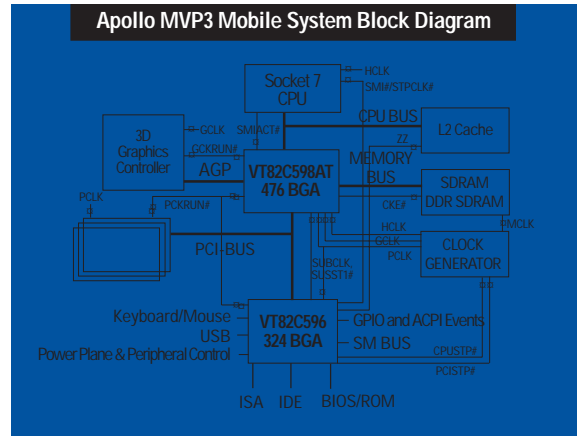 Apollo MVP3 Mobile System Block Diagram
Socket 7
CPU
HCLK
SMI#/STPCLK#
CPU BUS
L2 Cache
ZZ
3D
Graphics
Controller
GCLK
SMIACT#
GCKRUN#
AGP
VT82C598AT
476 BGA
MEMORY
BUS
SDRAM
DDR SDRAM
CKE#
MCLK
PCLK
PCKRUN#
HCLK
GCLK
PCLK
CLOCK
GENERATOR
PCI-BUS
SUBCLK,
SUSST1#
Keyboard/Mouse
USB
Power Plane & Peripheral Control
VT82C596
324 BGA
GPIO and ACPI Events
SM BUS
CPUSTP#
PCISTP#
ISA
IDE
BIOS/ROM